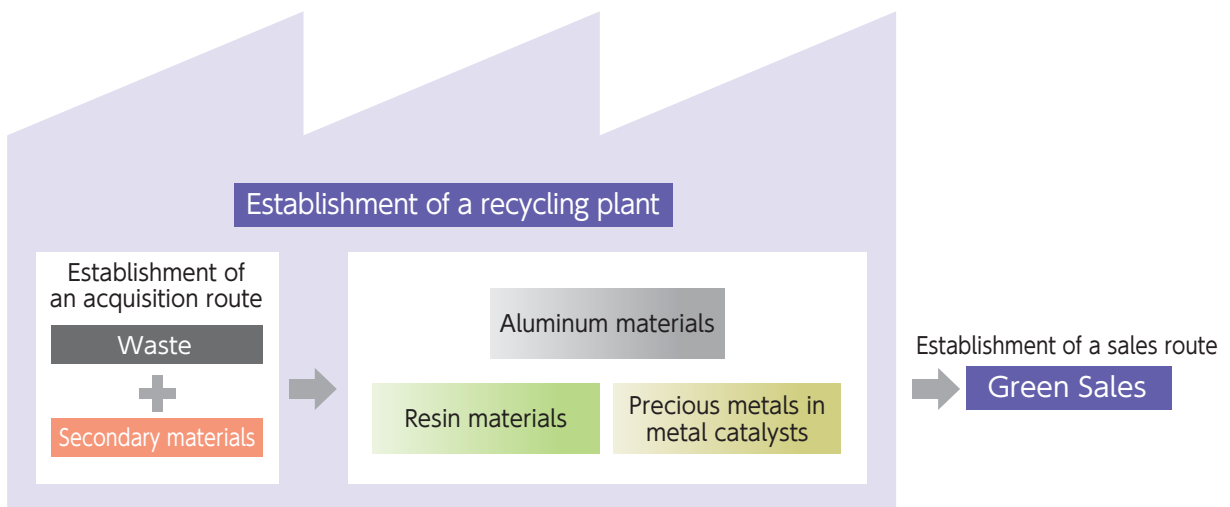 Establishment of a recycling plant
Establishment of
an acquisition route
Waste
Secondary materials
Aluminum materials
Resin materials
Precious metals in
metal catalysts
Establishment of a sales route
Green Sales